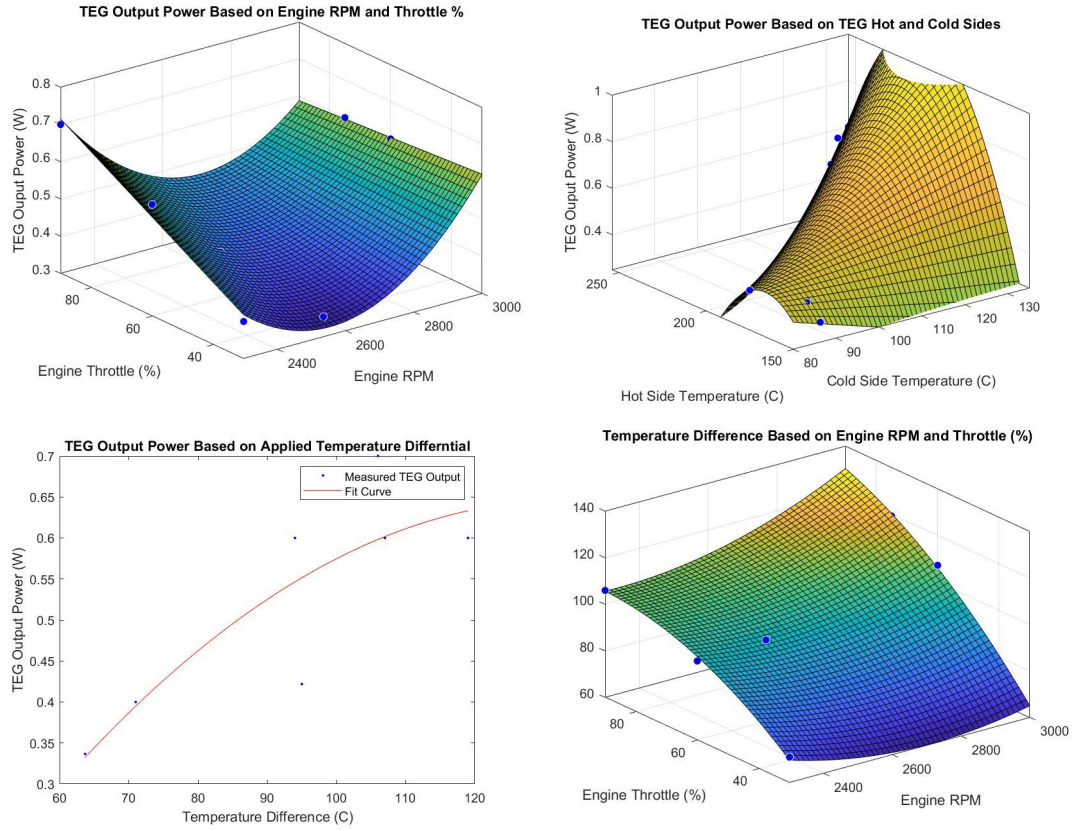 TEG Output Power Based on Engine RPM and Throttle %
TEG Ouput Power (W)
0.8
0.7
0.6
0.5
0.4
0.3
80
60
40
Engine Throttle (%)
2400
2600
2800
3000
Engine RPM
TEG Output Power Based on TEG Hot and Cold Sides
TEG Ouput Power (W)
1
0.8
0.6
0.4
250
200
150
Hot Side Temperature (C)
80
90
100
110
120
130
Cold Side Temperature (C)
TEG Output Power Based on Applied Temperature Differntial
TEG Output Power (W)
0.7
0.65
0.6
0.55
0.5
0.45
0.4
0.35
0.3
Measured TEG Output
Fit Curve
60 70 80 90 100 110 120
Temperature Difference (C)
Temperature Difference Based on Engine RPM and Throttle (%)
140
120
100
80
60
80
60
40
Engine Throttle (%)
2400
2600
2800
3000
Engine RPM